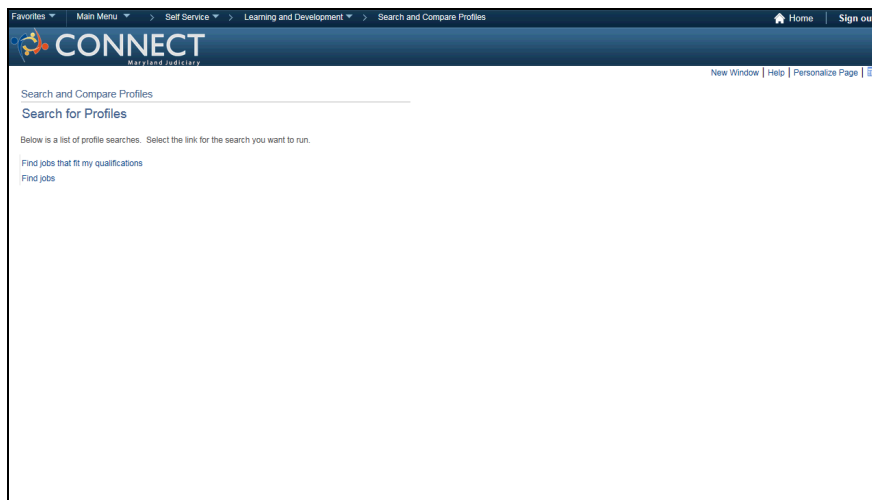 Favorites Main Menu > Self Service > Learning and Development > Search and Compare Profiles Home Sign ou
CONNECT
Maryland Judiciary
New Window | Help | Personalize Page |
Search and Compare Profiles
Search for Profiles
Below is a list of profile searches. Select the link for the search you want to run.
Find jobs that fit my qualifications
Find jobs